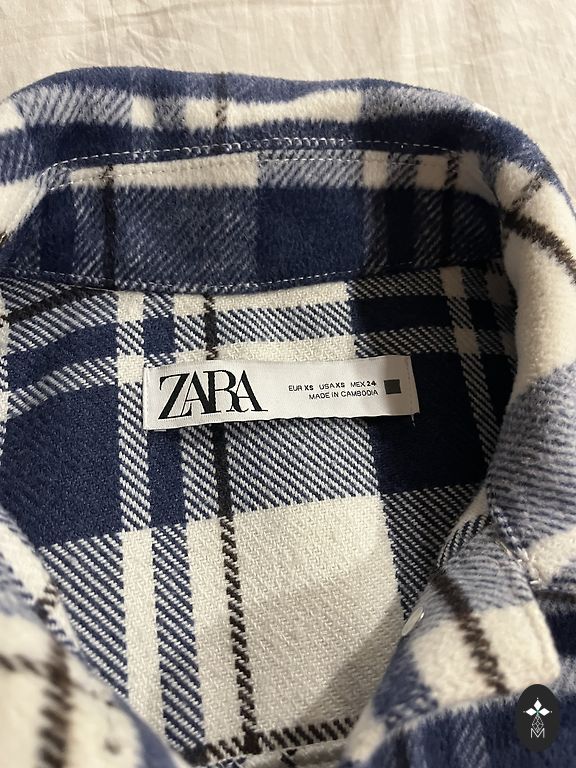 ZARA
EUR XS USA XS MEX 24
MADE IN CAMBODIA
M